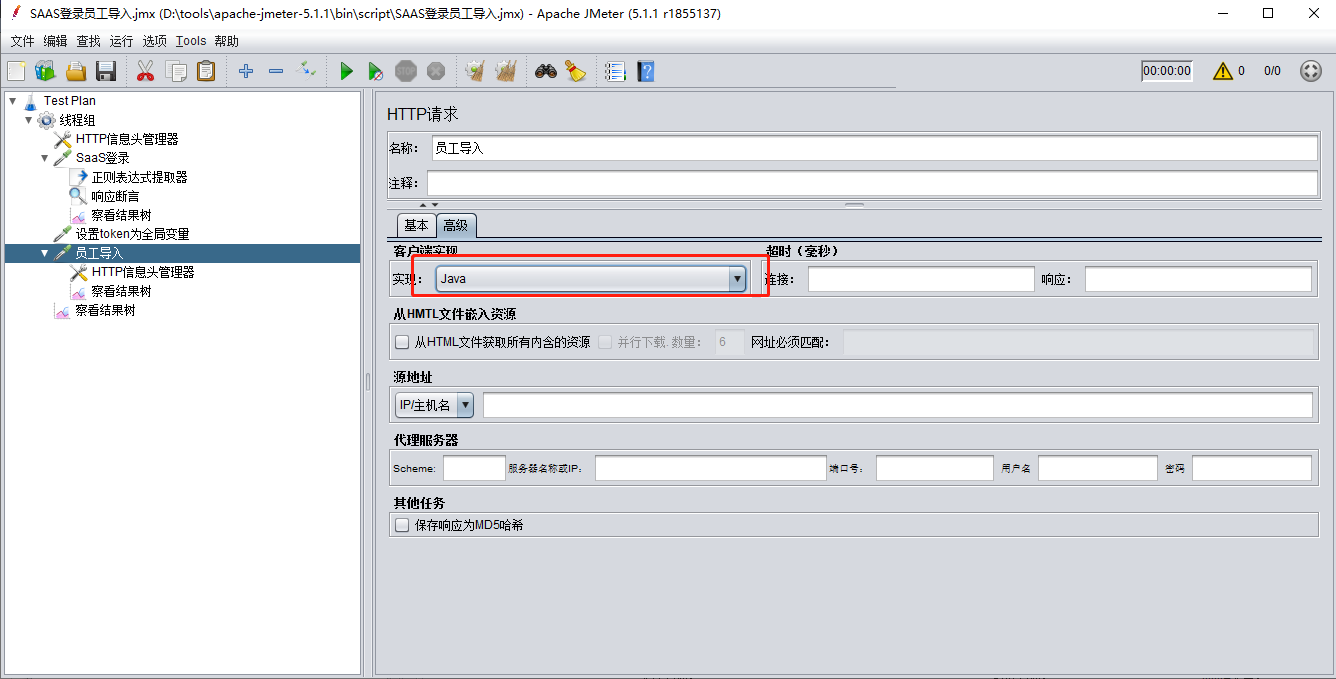 SAAS登录员工导入.jmx (D:\tools\apache-jmeter-5.1.1\bin\script\SAAS登录员工导入.jmx) - Apache JMeter (5.1.1 r1855137)
文件 编辑 查找 运行 选项 Tools 帮助
STOP 00:00:00 0 0/0
Test Plan
线程组
HTTP信息头管理器
SaaS登录
正则表达式提取器
响应断言
察看结果树
设置token为全局变量
员工导入
HTTP信息头管理器
察看结果树
察看结果树
HTTP请求
名称： 员工导入
注释：
基本 高级
客户端实现 超时（毫秒）
实现： Java 连接： 响应：
从HMTL文件嵌入资源
从HTML文件获取所有内含的资源 并行下载. 数量： 6 网址必须匹配：
源地址
IP/主机名
代理服务器
Scheme: 服务器名称或IP： 端口号： 用户名 密码
其他任务
保存响应为MD5哈希